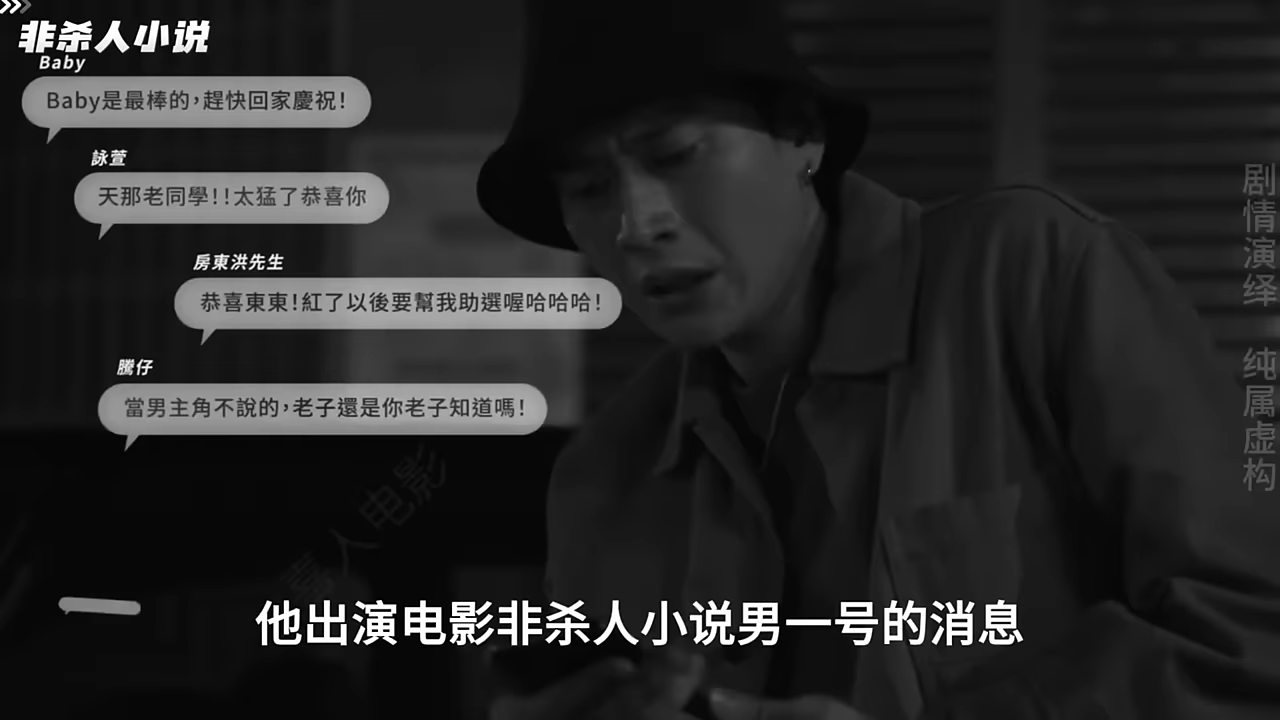 非杀人小说
Baby
Baby是最棒的,趕快回家慶祝!
詠萱
天那老同學!!太猛了恭喜你
房東洪先生
恭喜東東!紅了以後要幫我助選喔哈哈哈!
騰仔
當男主角不說的,老子還是你老子知道嗎!
剧情演绎 纯属虚构
喜人电影
他出演电影非杀人小说男一号的消息